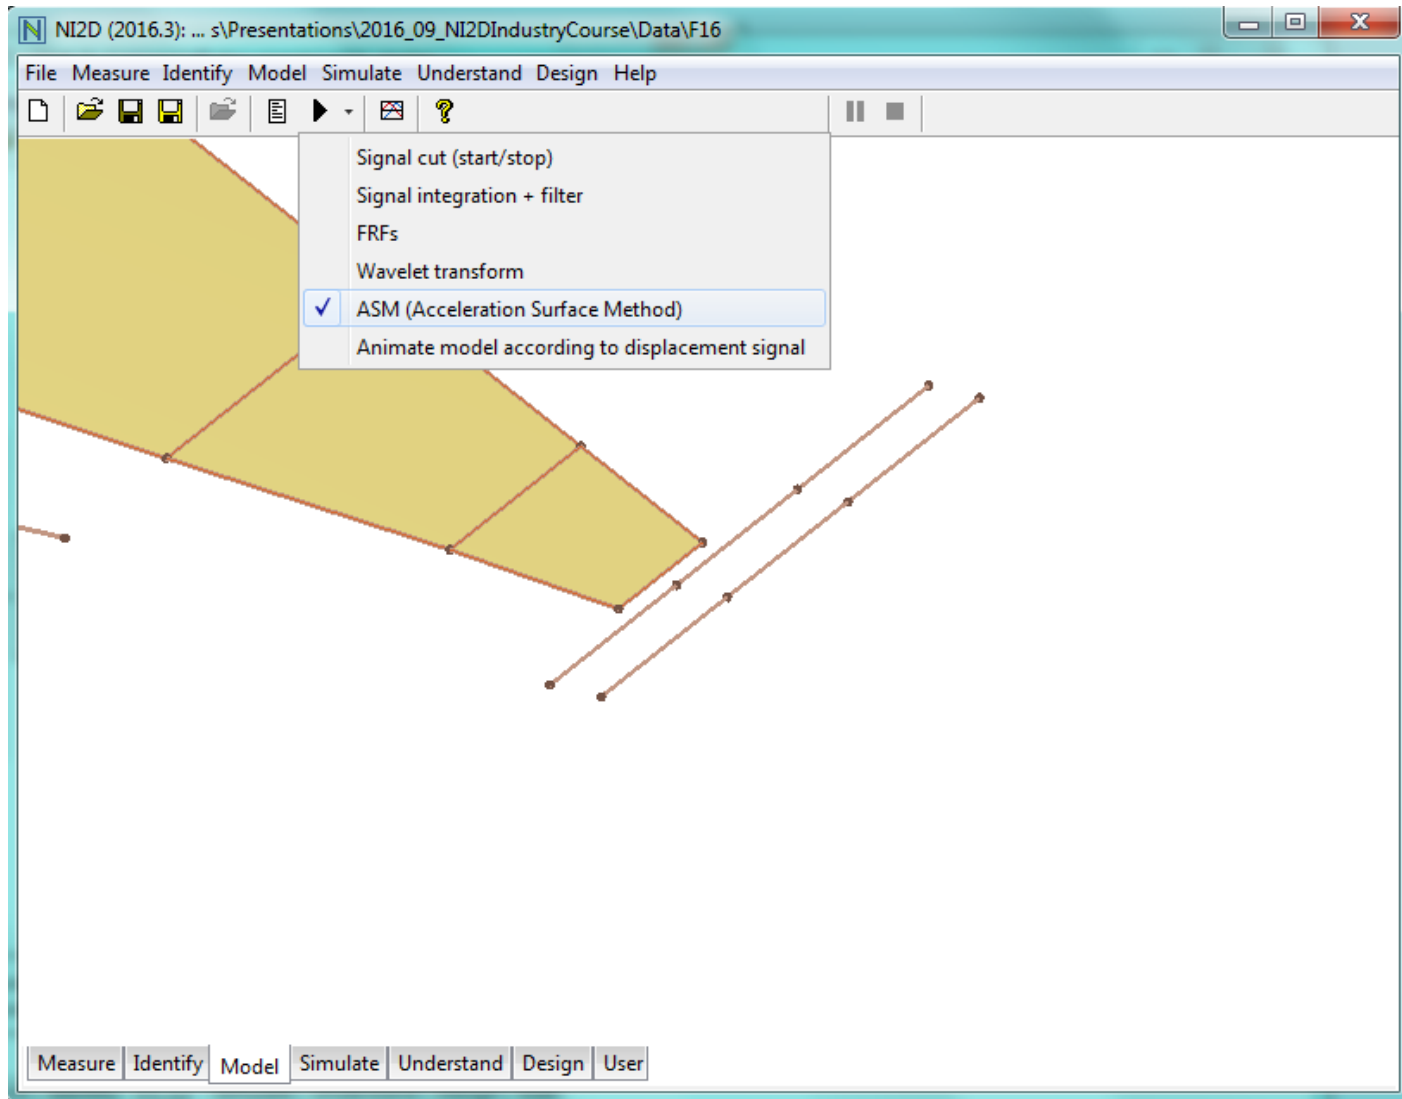 NI2D (2016.3): ... s\Presentations\2016_09_NI2DIndustryCourse\Data\F16
File Measure Identify Model Simulate Understand Design Help
Signal cut (start/stop)
Signal integration + filter
FRFs
Wavelet transform
ASM (Acceleration Surface Method)
Animate model according to displacement signal
Measure Identify Model Simulate Understand Design User